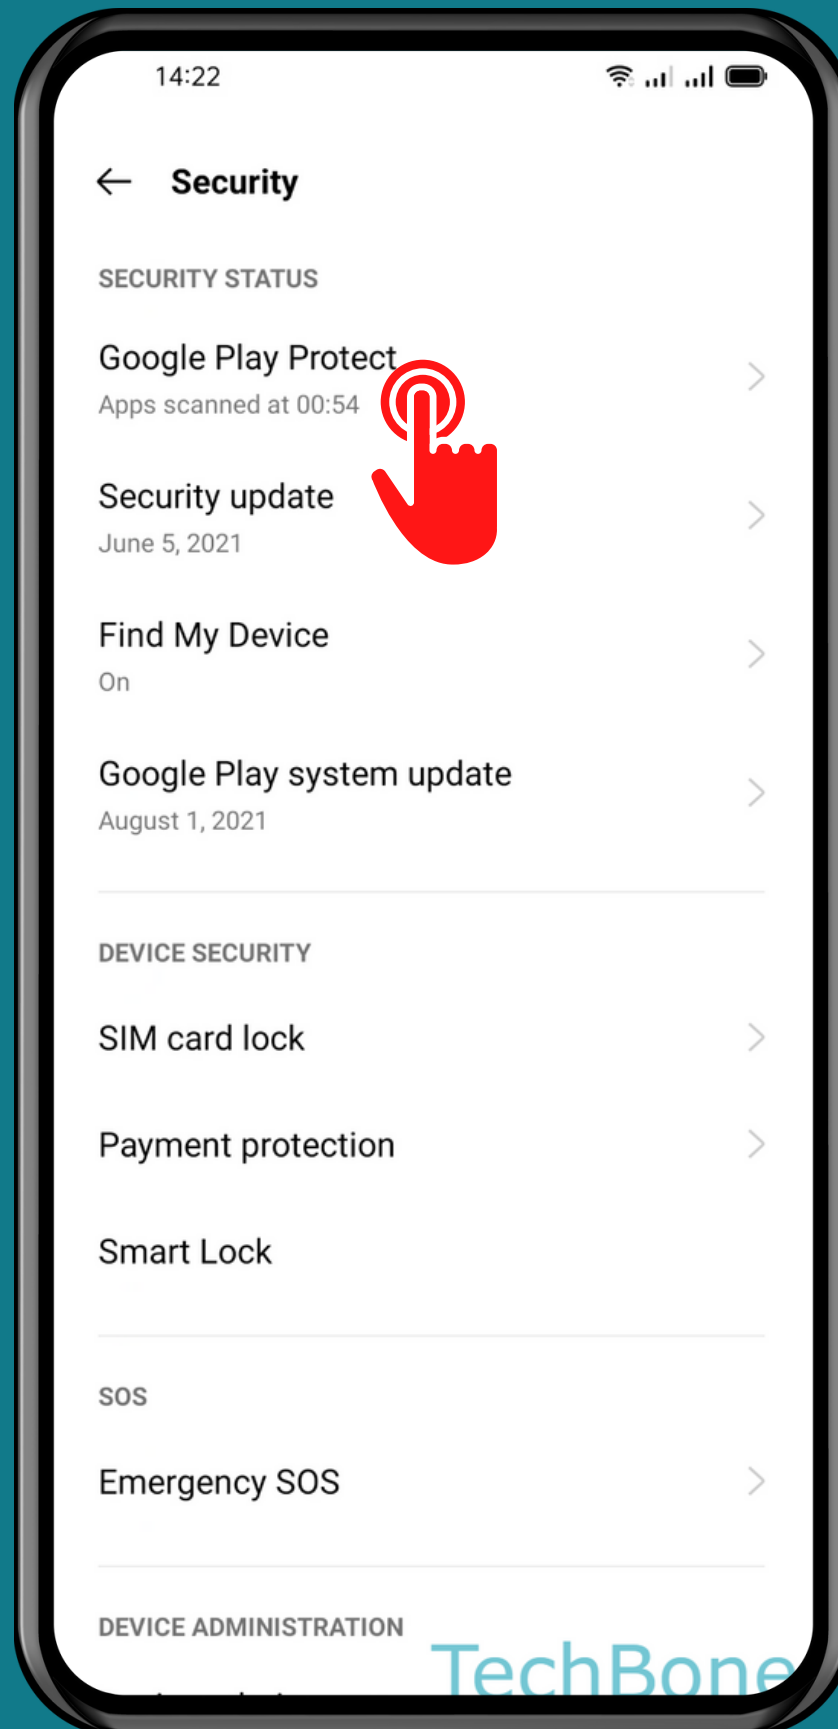 14:22
Security
SECURITY STATUS
Google Play Protect
Apps scanned at 00:54
Security update
June 5, 2021
Find My Device
On
Google Play system update
August 1, 2021
DEVICE SECURITY
SIM card lock
Payment protection
Smart Lock
SOS
Emergency SOS
DEVICE ADMINISTRATION
TechBone